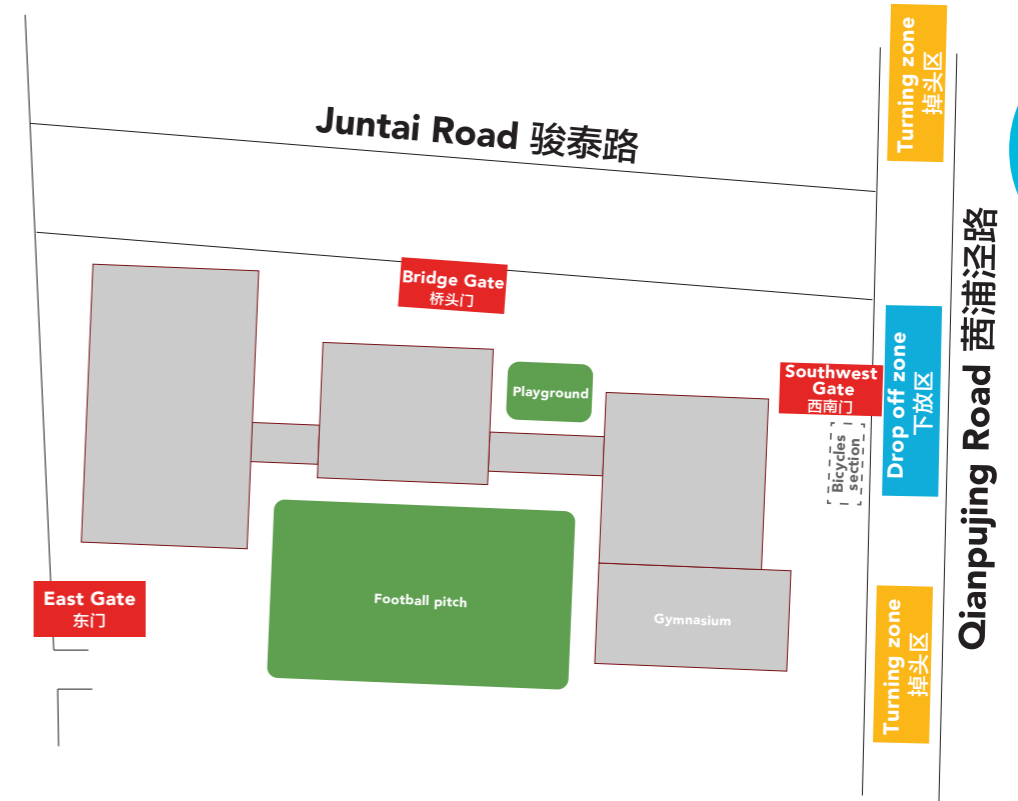 Turning zone
掉头区
Juntai Road 骏泰路
Qianpujing Road 茜浦泾路
Bridge Gate
桥头门
Drop off zone
下放区
Southwest
Gate
西南门
Playground
Bicycles
section
East Gate
东门
Football pitch
Gymnasium
Turning zone
掉头区